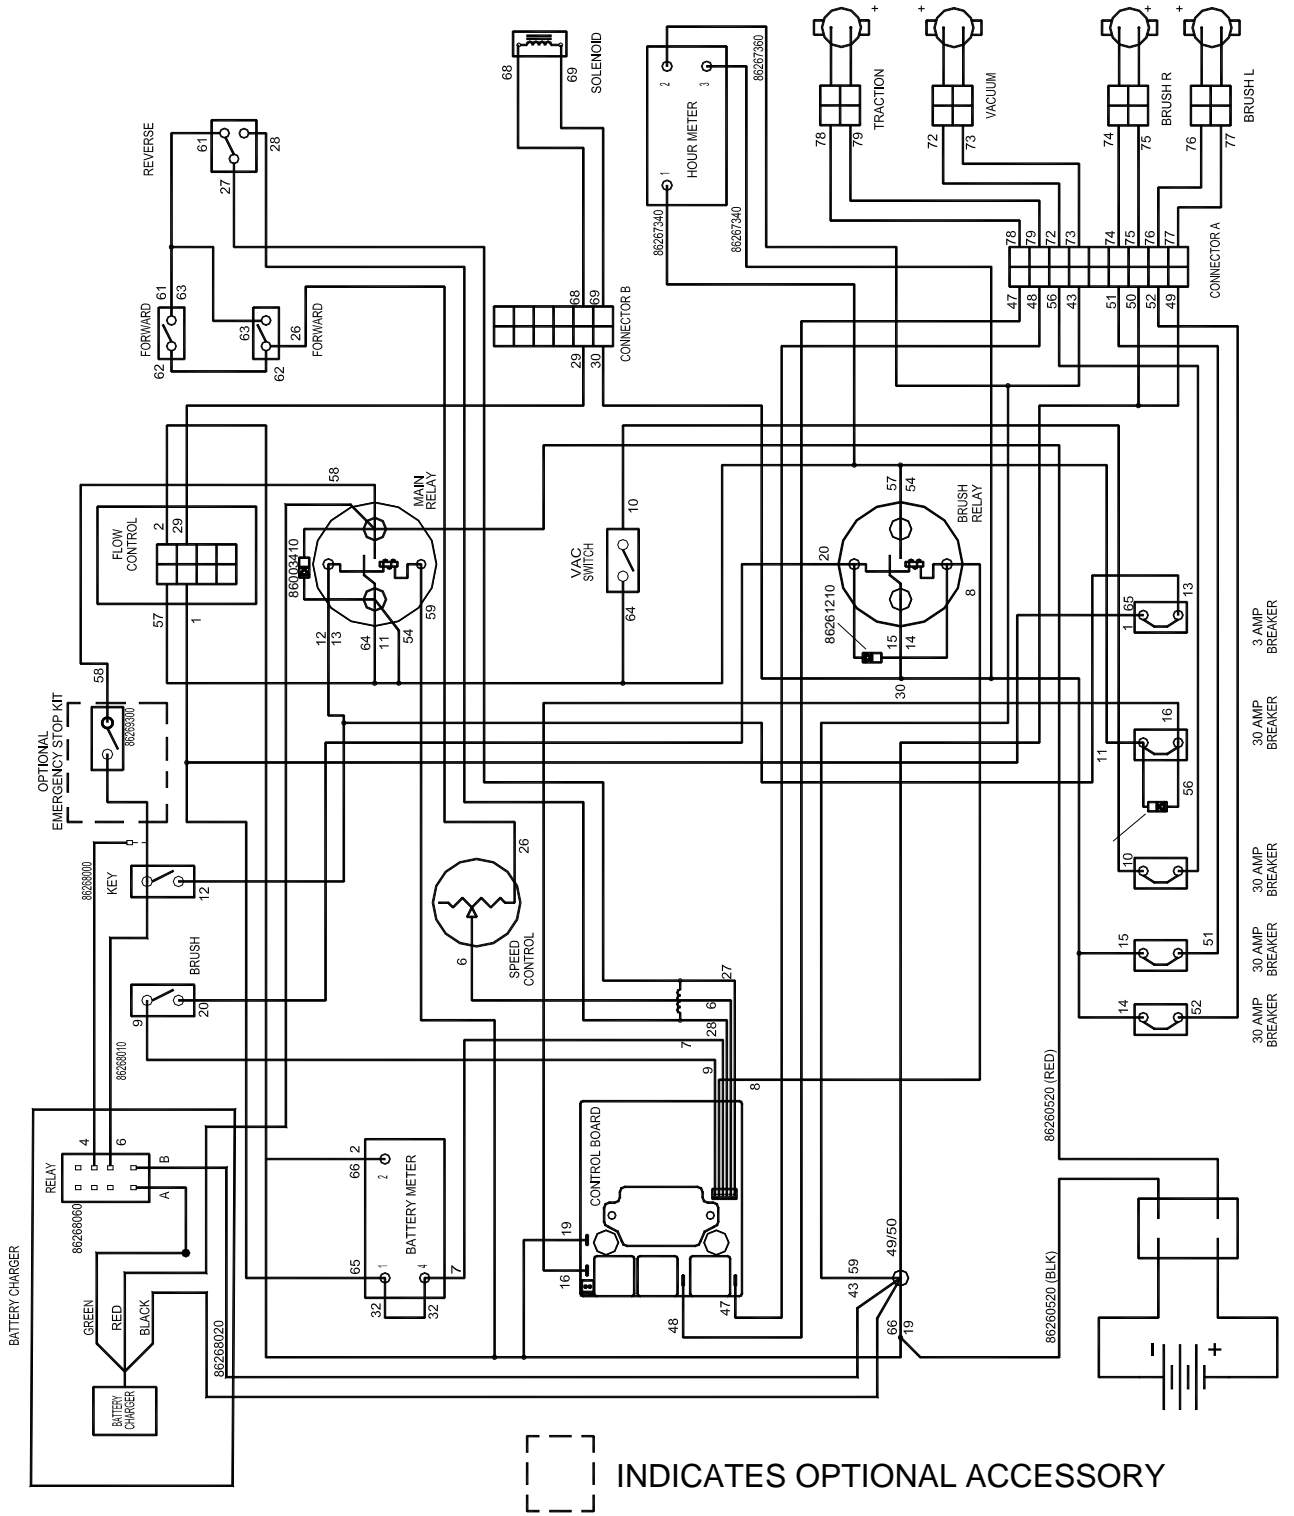 SOLENOID
68
69
REVERSE
61
28
27
HOUR METER
2
3
1
86267360
86267340
86267340
+
+
+
+
TRACTION
VACUUM
BRUSH R
BRUSH L
78
79
72
73
74
75
76
77
78
79
72
73
74
75
76
77
CONNECTOR A
47
48
56
43
51
50
52
49
FORWARD
61
63
62
63
26
62
FORWARD
68
69
CONNECTOR B
29
30
FLOW
CONTROL
2
29
57
1
58
MAIN
RELAY
86003410
12
13
64
11
54
59
VAC
SWITCH
10
64
57
54
BRUSH
RELAY
20
8
86261210
15
14
30
1
65
13
3 AMP
BREAKER
OPTIONAL
EMERGENCY STOP KIT
58
86269300
11
16
56
30 AMP
BREAKER
86268000
KEY
12
10
30 AMP
BREAKER
BRUSH
9
20
86268010
26
6
SPEED
CONTROL
15
51
30 AMP
BREAKER
14
52
30 AMP
BREAKER
27
6
28
7
9
8
BATTERY CHARGER
RELAY
4
6
B
A
86268060
GREEN
RED
BLACK
86268020
BATTERY
CHARGER
66
2
2
BATTERY METER
65
1
4
7
32
32
CONTROL BOARD
19
16
48
47
49/50
59
43
66
19
86260520 (RED)
86260520 (BLK)
-
+
INDICATES OPTIONAL ACCESSORY